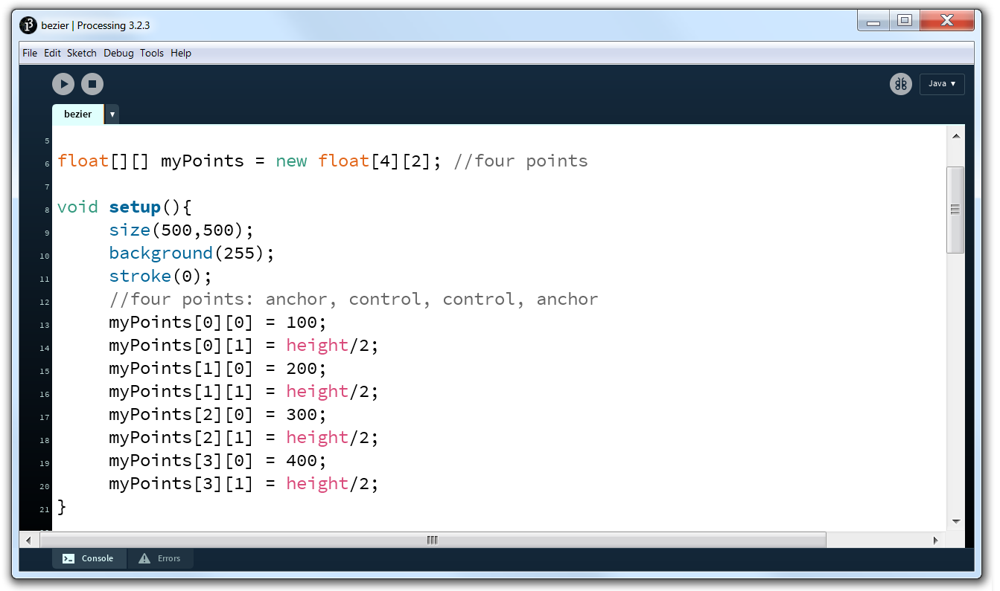 bezier | Processing 3.2.3
File Edit Sketch Debug Tools Help
Java ▼
bezier ▼
5
6 float[][] myPoints = new float[4][2]; //four points
7
8 void setup(){
9 size(500,500);
10 background(255);
11 stroke(0);
12 //four points: anchor, control, control, anchor
13 myPoints[0][0] = 100;
14 myPoints[0][1] = height/2;
15 myPoints[1][0] = 200;
16 myPoints[1][1] = height/2;
17 myPoints[2][0] = 300;
18 myPoints[2][1] = height/2;
19 myPoints[3][0] = 400;
20 myPoints[3][1] = height/2;
21 }
Console Errors